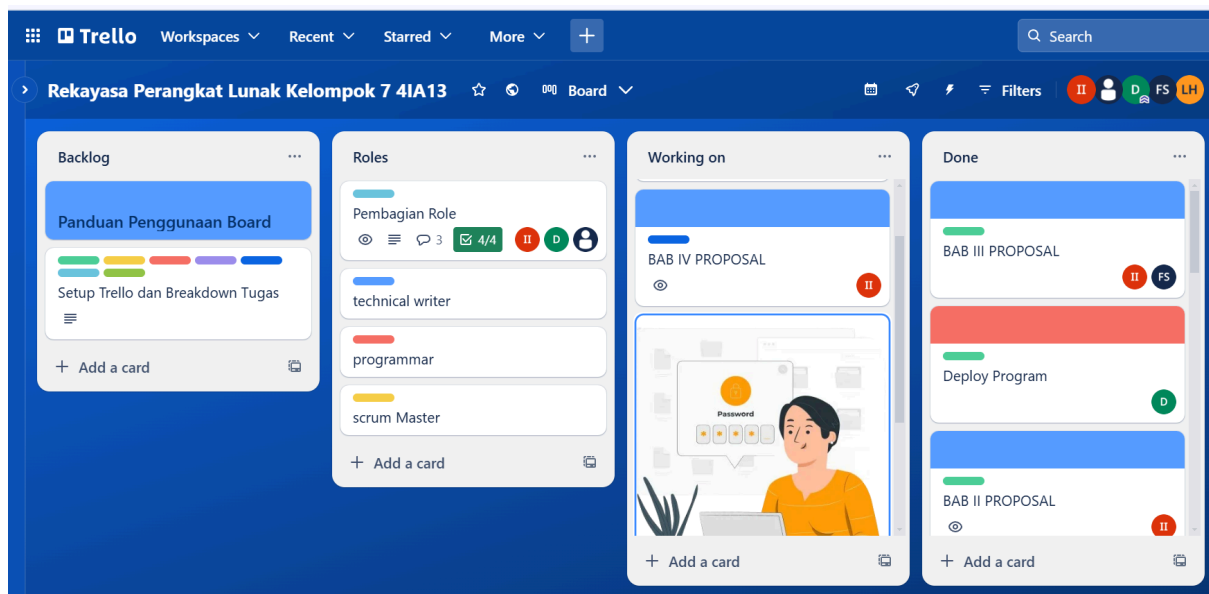 Trello Workspaces Recent Starred More Search
Rekayasa Perangkat Lunak Kelompok 7 4IA13 Board Filters II D FS LH
Backlog
Panduan Penggunaan Board
Setup Trello dan Breakdown Tugas
Add a card
Roles
Pembagian Role
3 4/4 II D
technical writer
programmar
scrum Master
Add a card
Working on
BAB IV PROPOSAL
II
Password
Add a card
Done
BAB III PROPOSAL
II FS
Deploy Program
D
BAB II PROPOSAL
II
Add a card